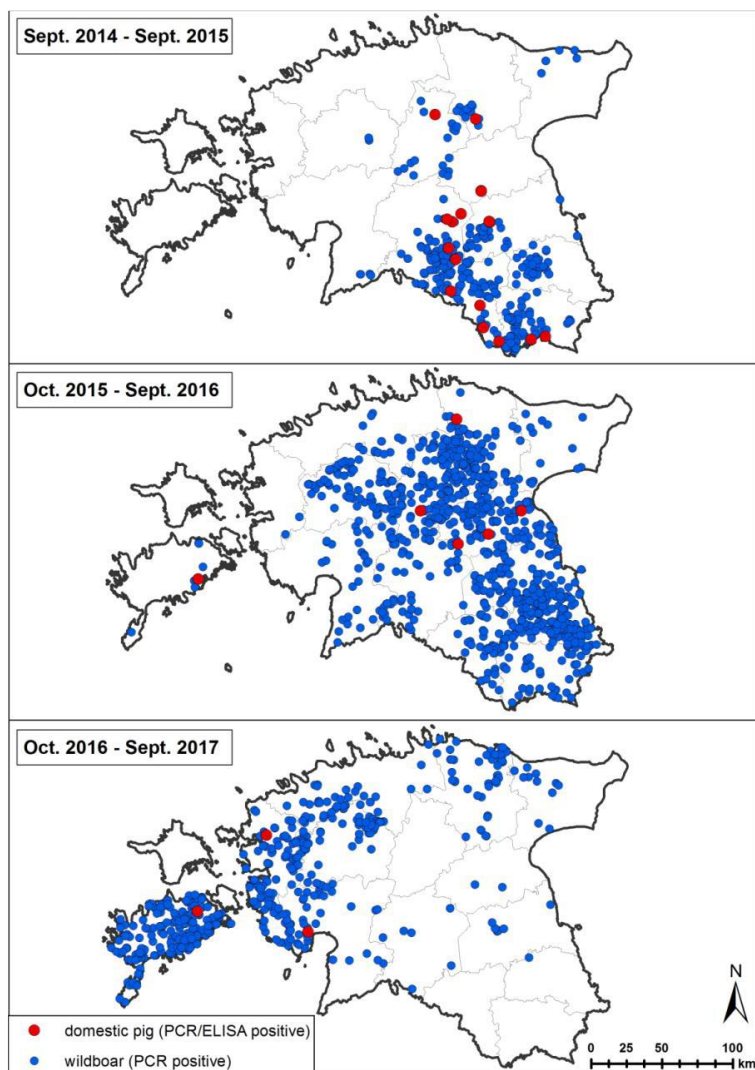 Sept. 2014 - Sept. 2015
Oct. 2015 - Sept. 2016
Oct. 2016 - Sept. 2017
N
domestic pig (PCR/ELISA positive)
wildboar (PCR positive)
0 25 50 75 100
km